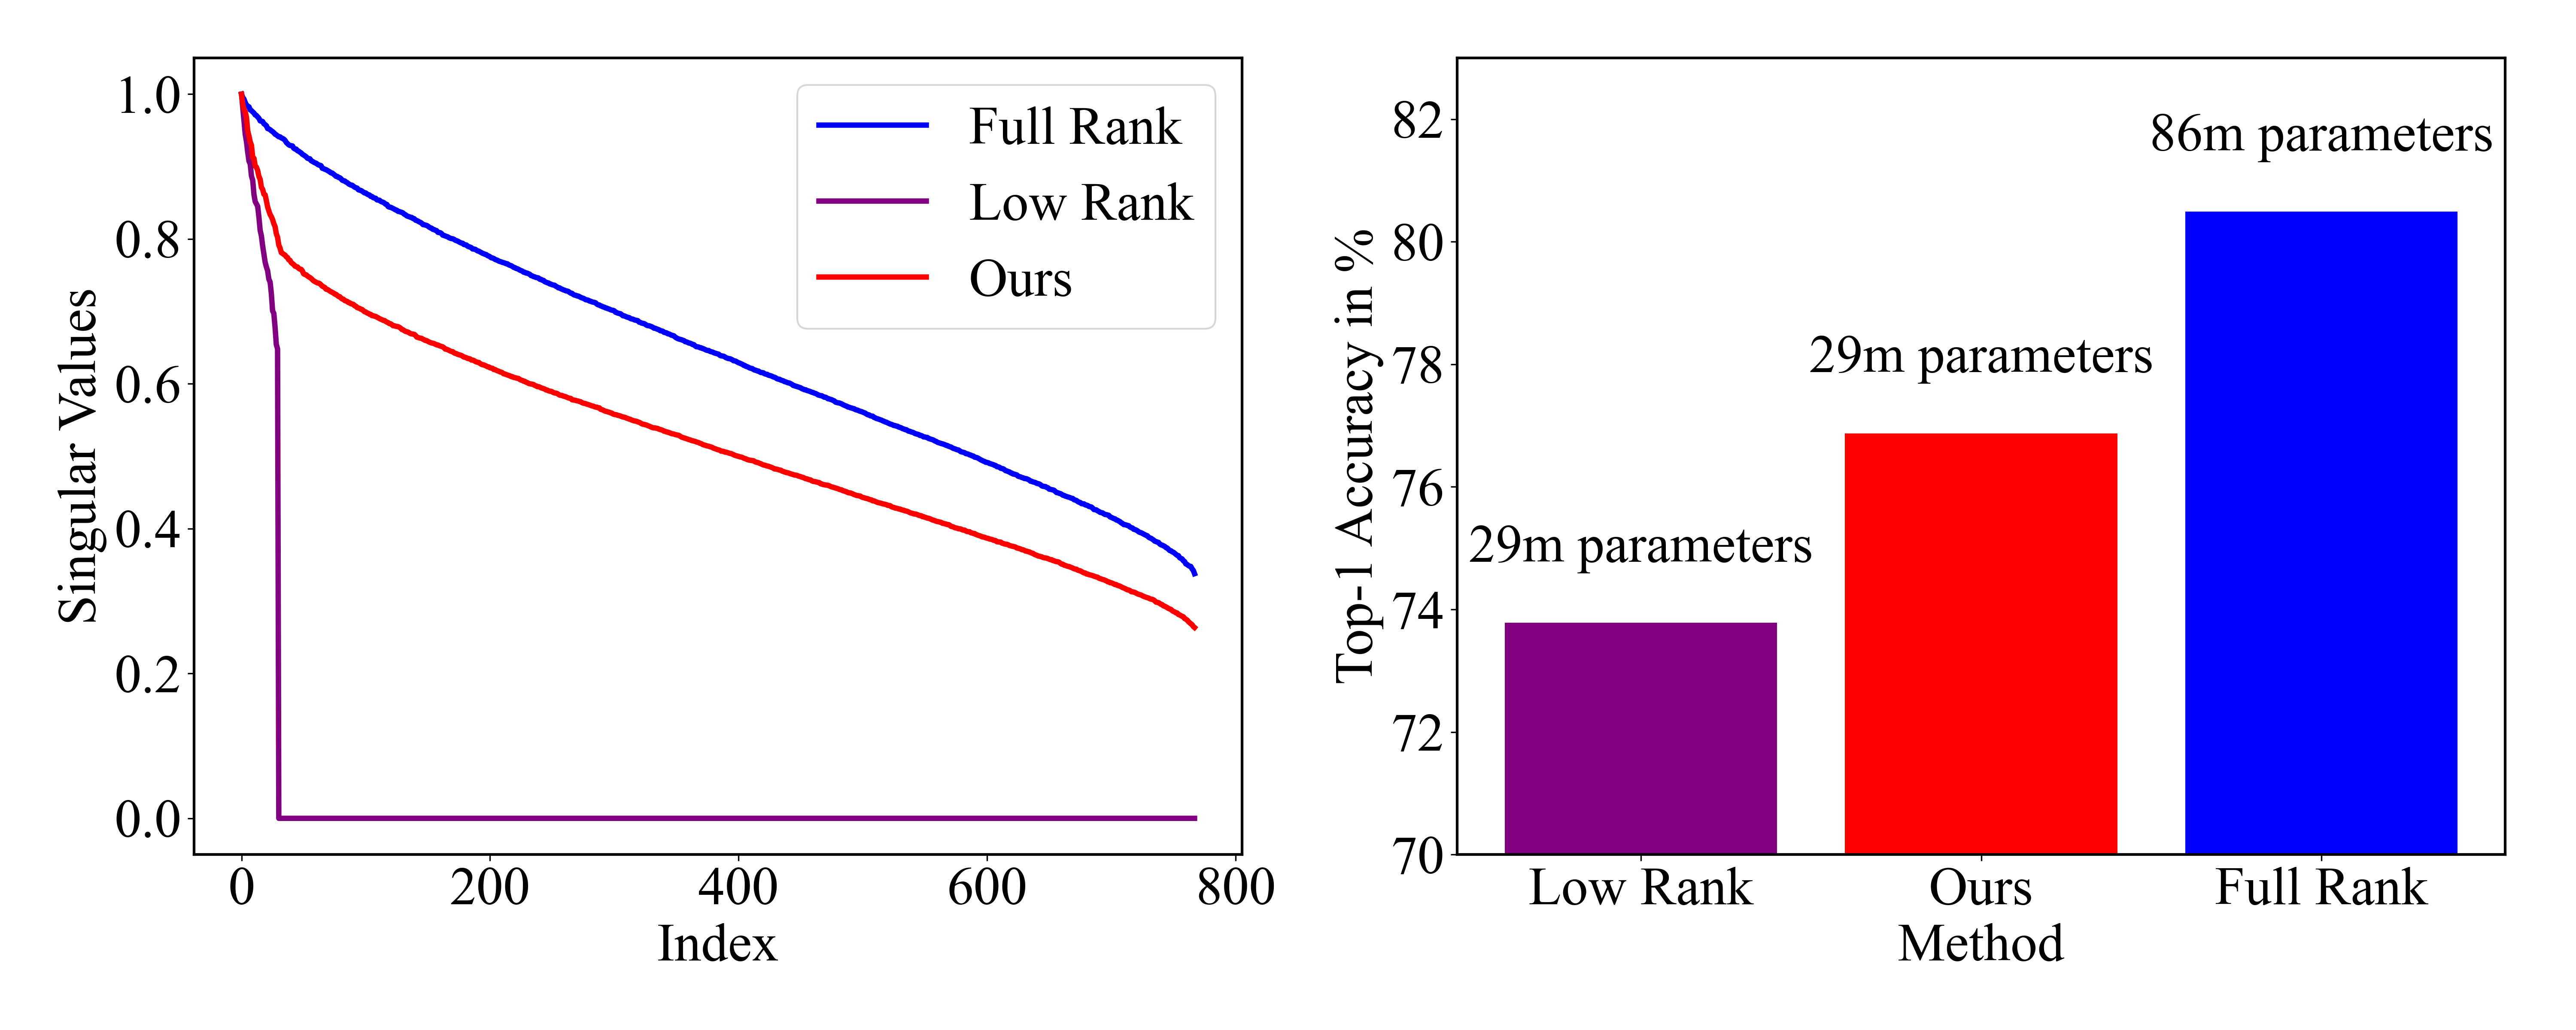 Singular Values
1.0
0.8
0.6
0.4
0.2
0.0
0 200 400 600 800
Index
Full Rank
Low Rank
Ours
Top-1 Accuracy in %
82
80
78
76
74
72
70
29m parameters
29m parameters
86m parameters
Low Rank Ours Full Rank
Method